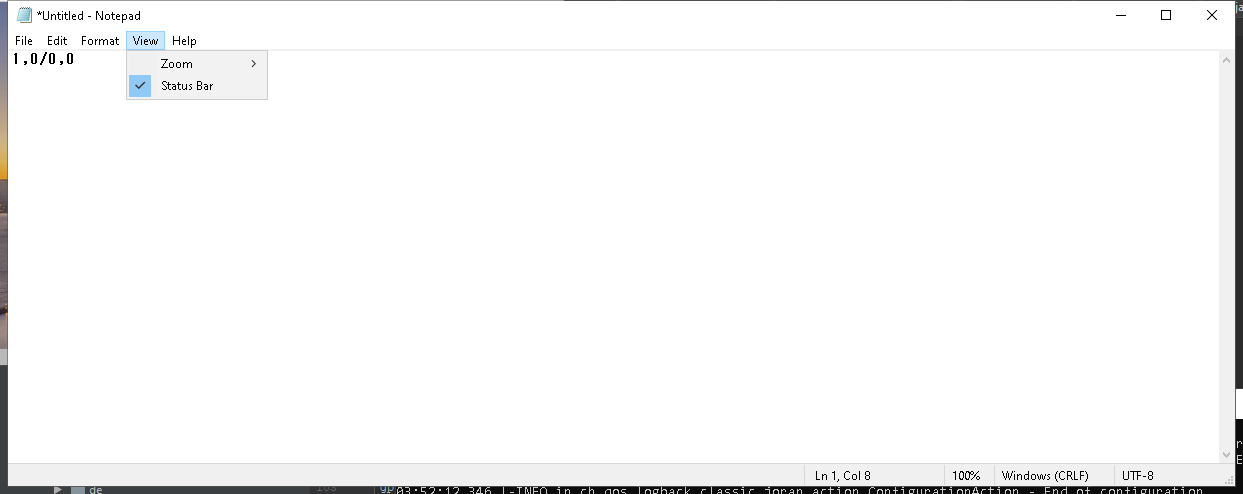 *Untitled - Notepad
File Edit Format View Help
1,0/0,0
Zoom
Status Bar
Ln 1, Col 8 100% Windows (CRLF) UTF-8
de
03:52:12,346 |-INFO in ch.qos.logback.classic.joran.action.ConfigurationAction - End of configuration